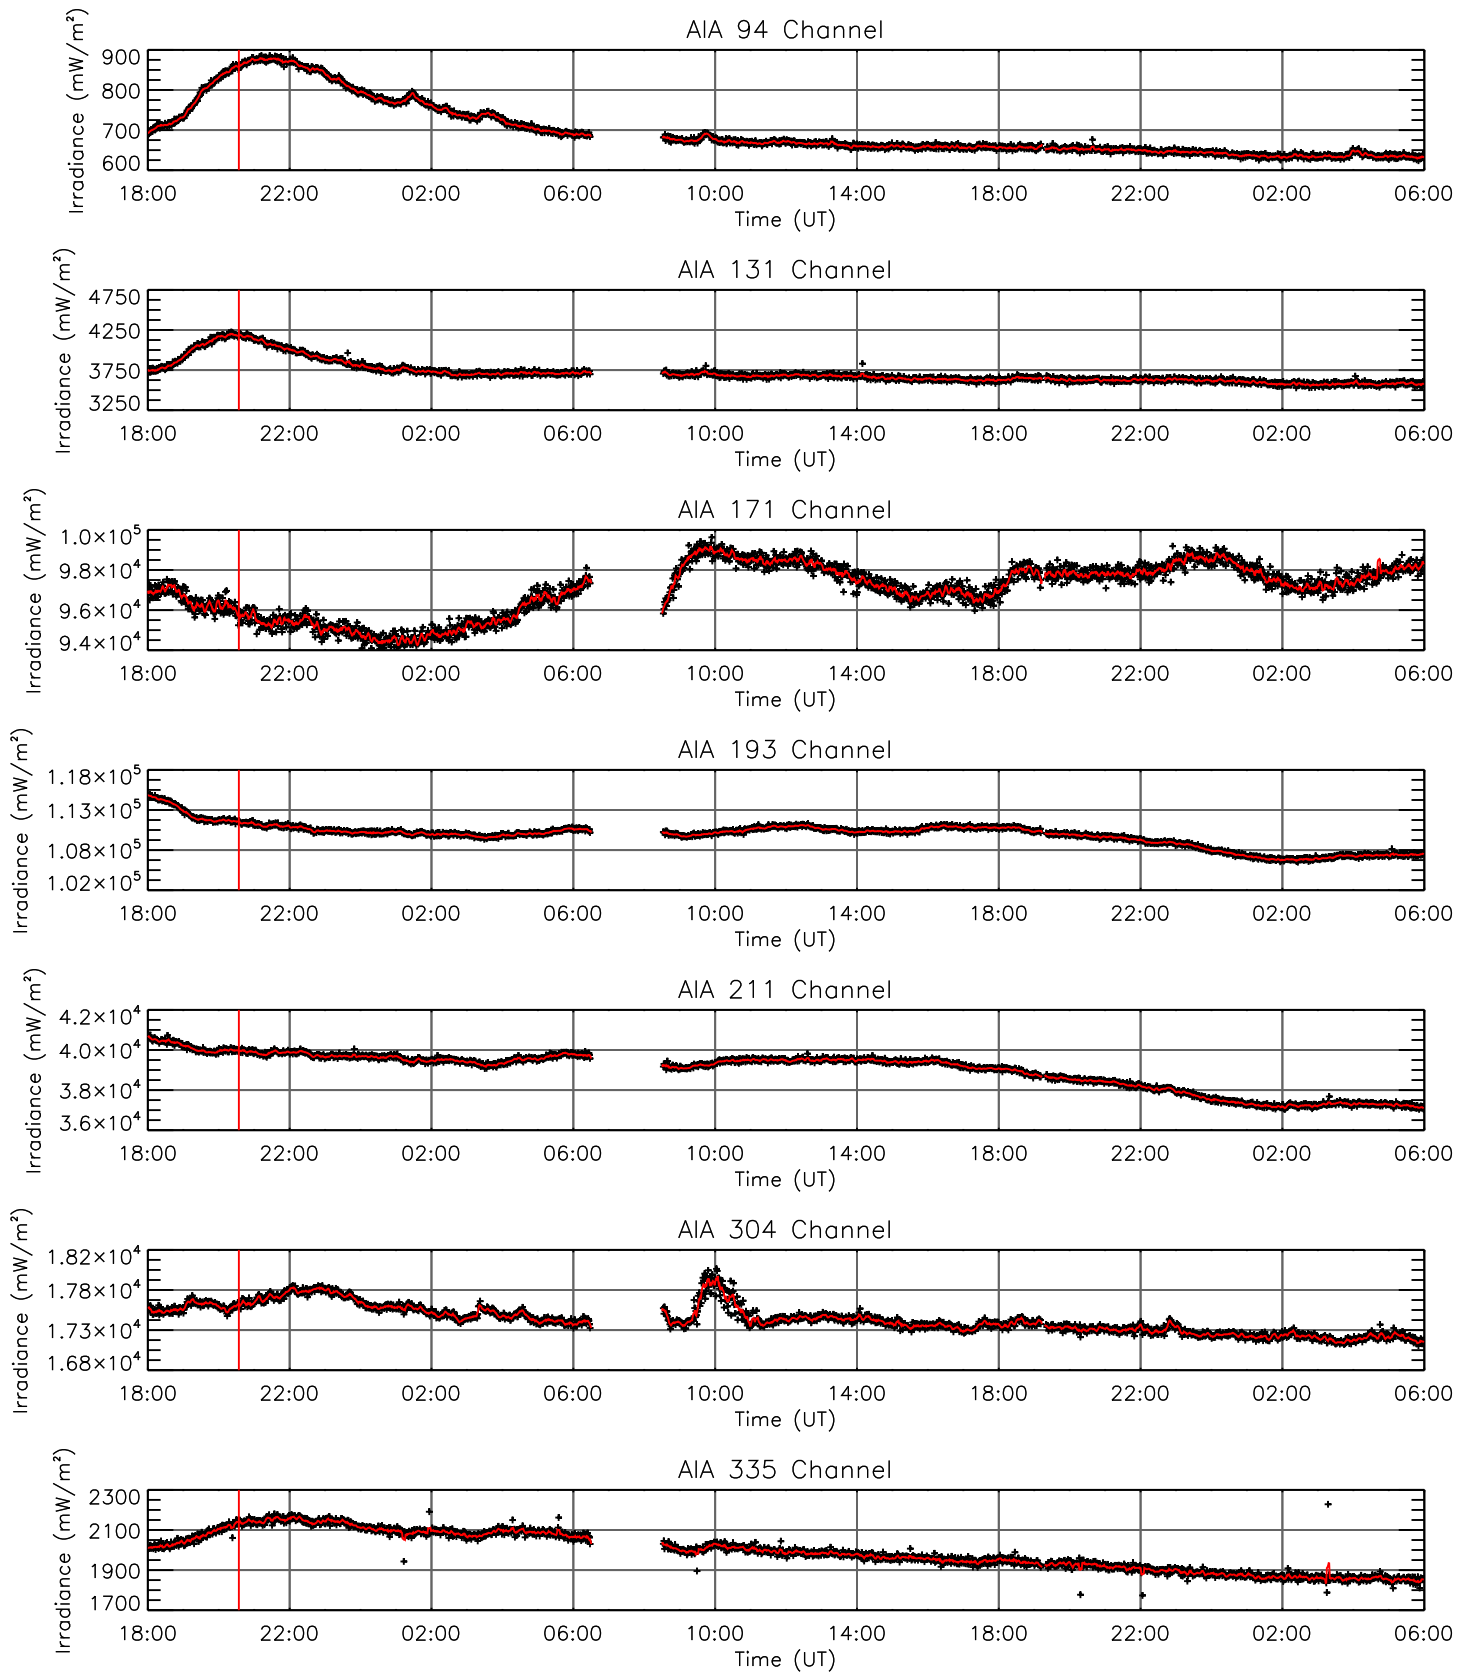 AIA 94 Channel
Irradiance (mW/m²)
900
800
700
600
18:00 22:00 02:00 06:00 10:00 14:00 18:00 22:00 02:00 06:00
Time (UT)
AIA 131 Channel
Irradiance (mW/m²)
4750
4250
3750
3250
18:00 22:00 02:00 06:00 10:00 14:00 18:00 22:00 02:00 06:00
Time (UT)
AIA 171 Channel
Irradiance (mW/m²)
1.0×10⁵
9.8×10⁴
9.6×10⁴
9.4×10⁴
18:00 22:00 02:00 06:00 10:00 14:00 18:00 22:00 02:00 06:00
Time (UT)
AIA 193 Channel
Irradiance (mW/m²)
1.18×10⁵
1.13×10⁵
1.08×10⁵
1.02×10⁵
18:00 22:00 02:00 06:00 10:00 14:00 18:00 22:00 02:00 06:00
Time (UT)
AIA 211 Channel
Irradiance (mW/m²)
4.2×10⁴
4.0×10⁴
3.8×10⁴
3.6×10⁴
18:00 22:00 02:00 06:00 10:00 14:00 18:00 22:00 02:00 06:00
Time (UT)
AIA 304 Channel
Irradiance (mW/m²)
1.82×10⁴
1.78×10⁴
1.73×10⁴
1.68×10⁴
18:00 22:00 02:00 06:00 10:00 14:00 18:00 22:00 02:00 06:00
Time (UT)
AIA 335 Channel
Irradiance (mW/m²)
2300
2100
1900
1700
18:00 22:00 02:00 06:00 10:00 14:00 18:00 22:00 02:00 06:00
Time (UT)